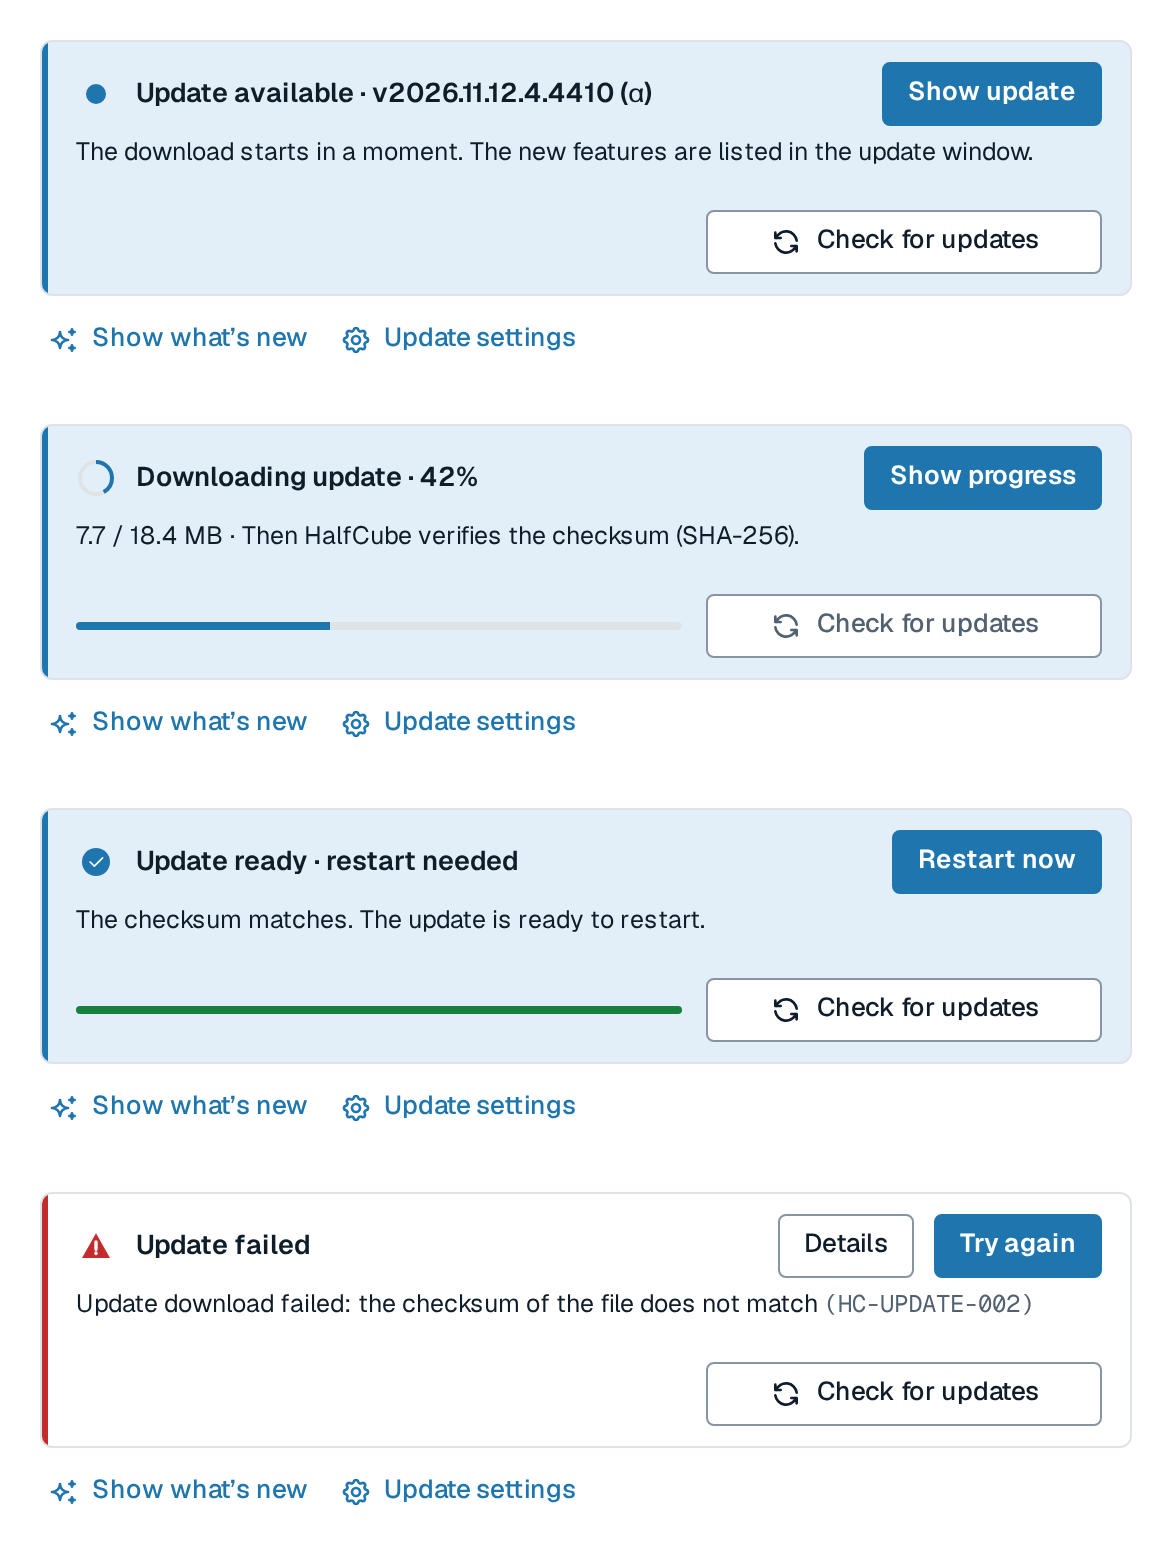 Update available · v2026.11.12.4.4410 (α)
Show update
The download starts in a moment. The new features are listed in the update window.
Check for updates
Show what’s new
Update settings
Downloading update · 42%
Show progress
7.7 / 18.4 MB · Then HalfCube verifies the checksum (SHA-256).
Check for updates
Show what’s new
Update settings
Update ready · restart needed
Restart now
The checksum matches. The update is ready to restart.
Check for updates
Show what’s new
Update settings
Update failed
Details
Try again
Update download failed: the checksum of the file does not match (HC-UPDATE-002)
Check for updates
Show what’s new
Update settings